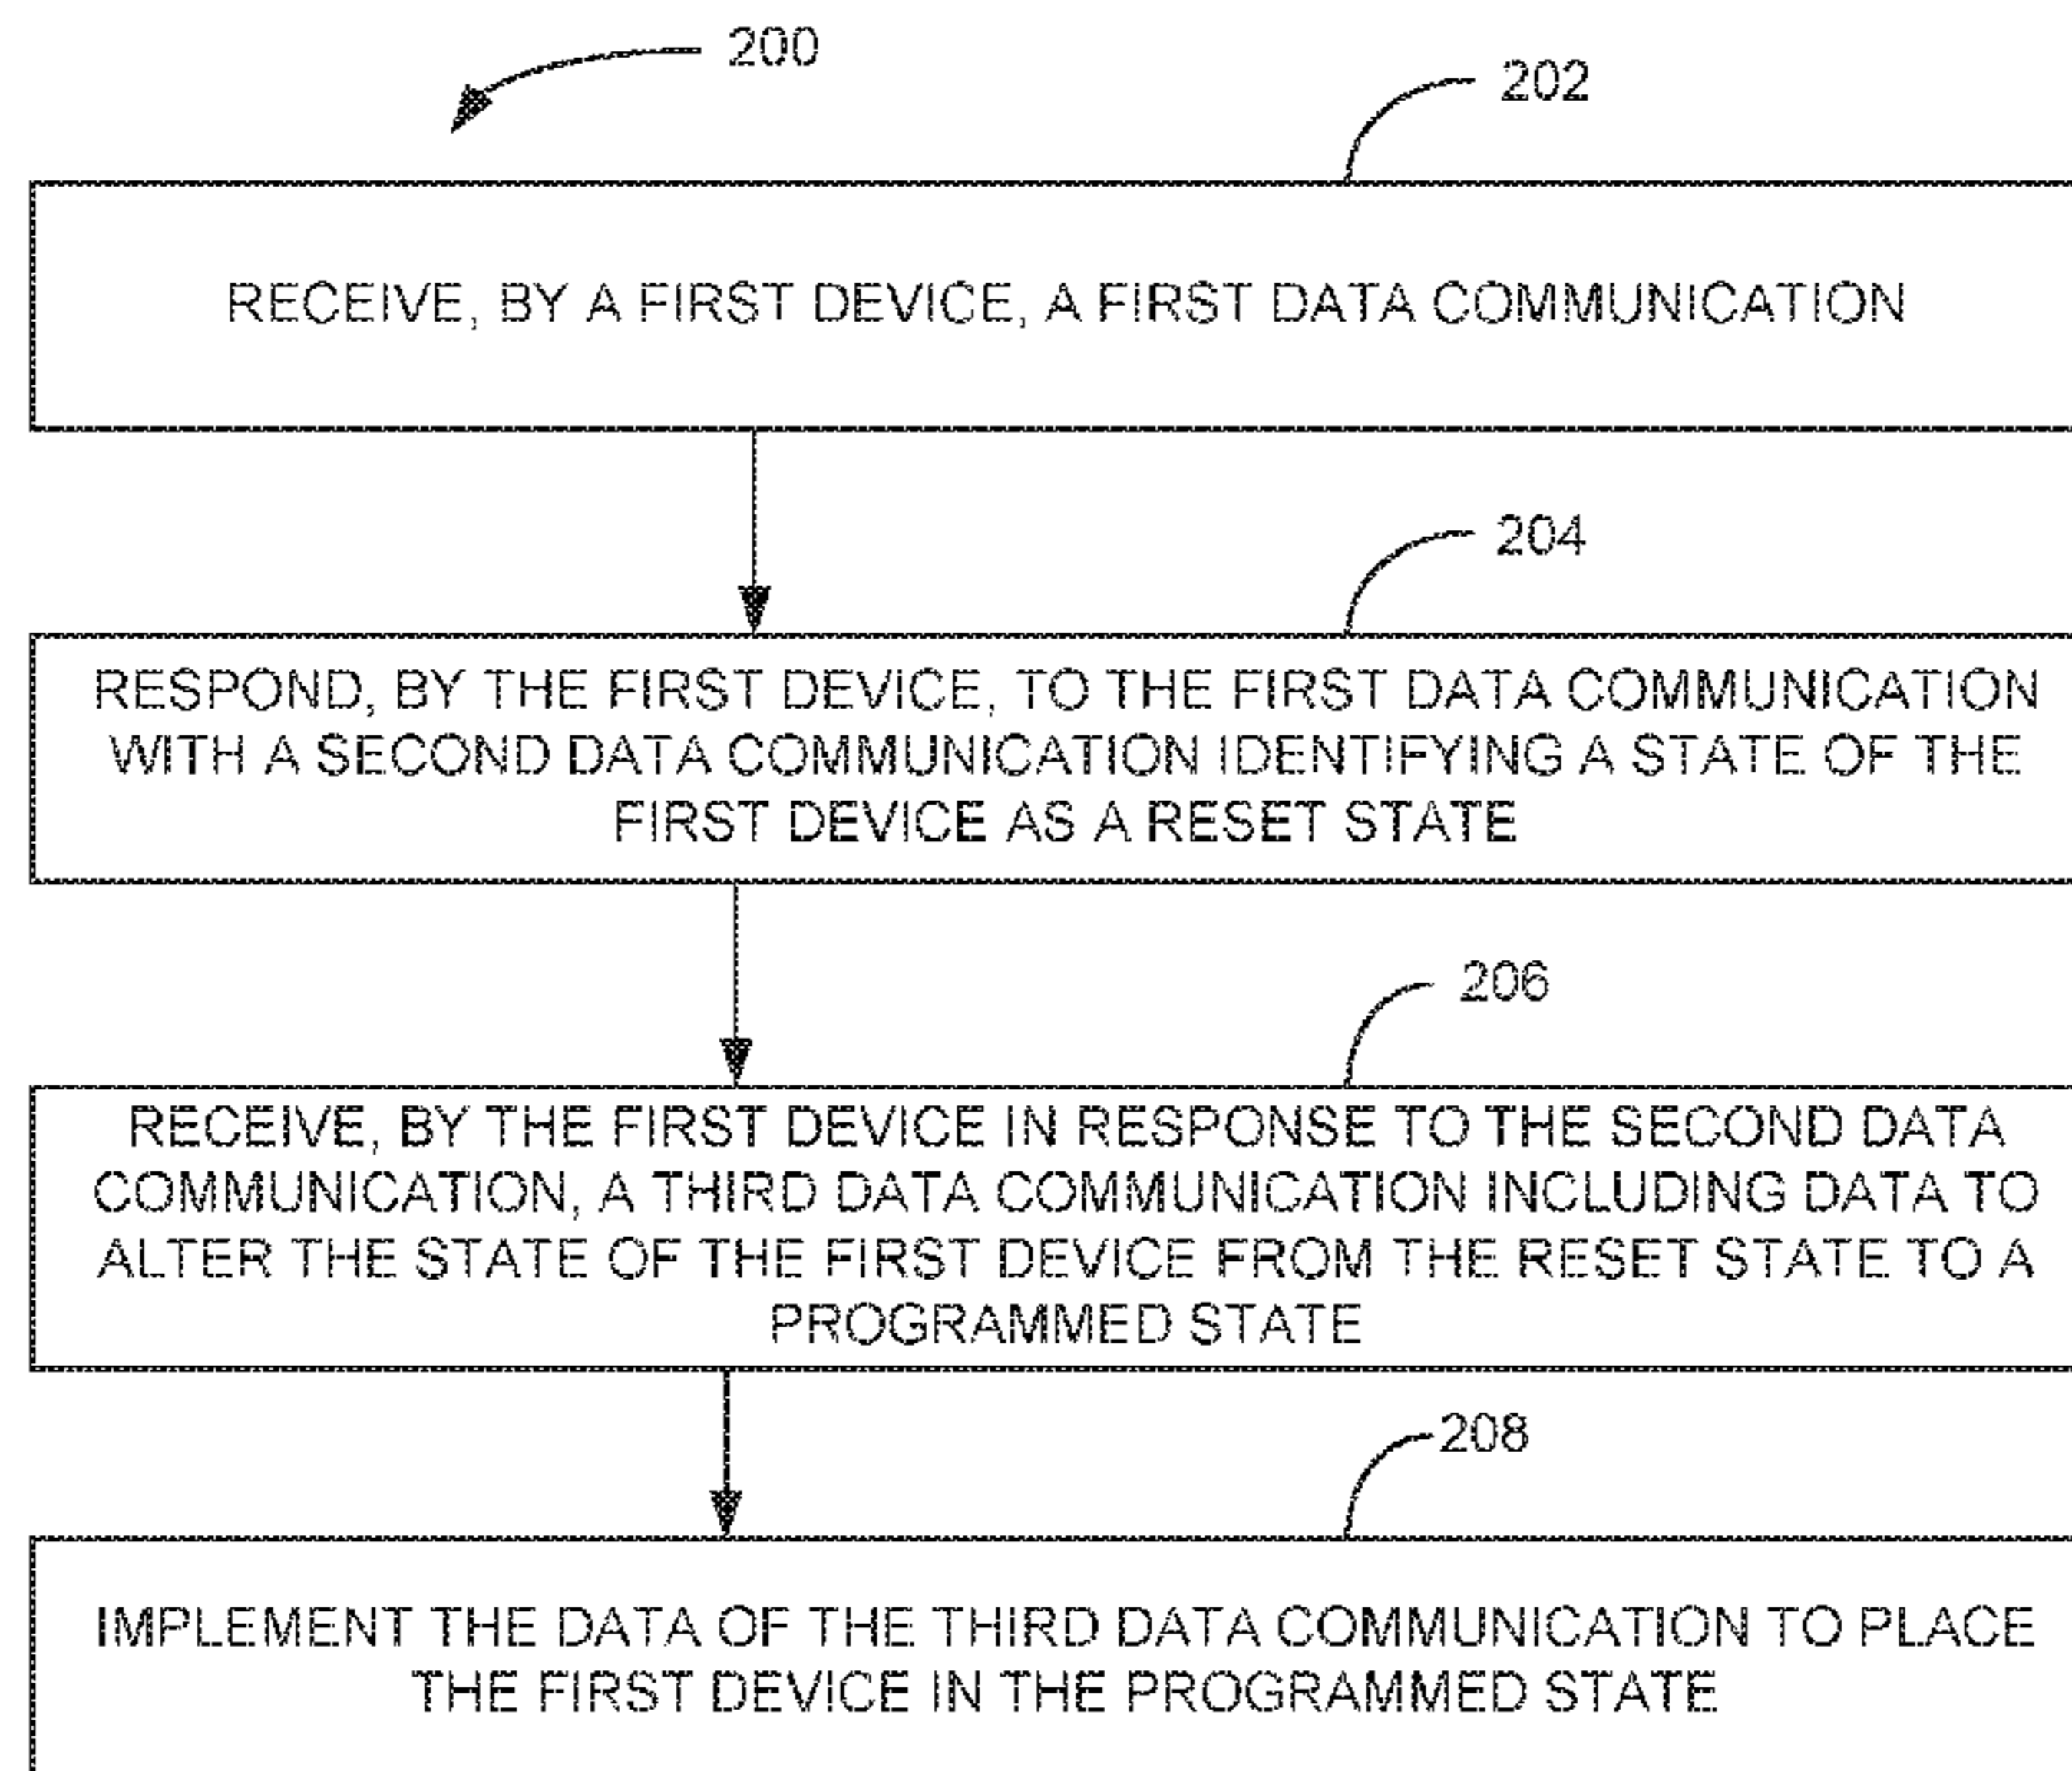 200
202
RECEIVE, BY A FIRST DEVICE, A FIRST DATA COMMUNICATION
204
RESPOND, BY THE FIRST DEVICE, TO THE FIRST DATA COMMUNICATION
WITH A SECOND DATA COMMUNICATION IDENTIFYING A STATE OF THE
FIRST DEVICE AS A RESET STATE
206
RECEIVE, BY THE FIRST DEVICE IN RESPONSE TO THE SECOND DATA
COMMUNICATION, A THIRD DATA COMMUNICATION INCLUDING DATA TO
ALTER THE STATE OF THE FIRST DEVICE FROM THE RESET STATE TO A
PROGRAMMED STATE
208
IMPLEMENT THE DATA OF THE THIRD DATA COMMUNICATION TO PLACE
THE FIRST DEVICE IN THE PROGRAMMED STATE